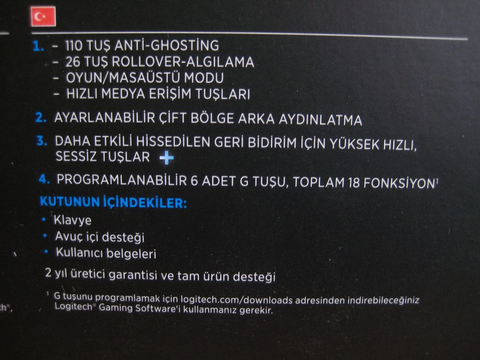 1. – 110 TUŞ ANTI-GHOSTING
– 26 TUŞ ROLLOVER-ALGILAMA
– OYUN/MASAÜSTÜ MODU
– HIZLI MEDYA ERİŞİM TUŞLARI
2. AYARLANABİLİR ÇİFT BÖLGE ARKA AYDINLATMA
3. DAHA ETKİLİ HİSSEDİLEN GERİ BİDİRİM İÇİN YÜKSEK HIZLI,
SESSİZ TUŞLAR +
4. PROGRAMLANABİLİR 6 ADET G TUŞU, TOPLAM 18 FONKSİYON¹
KUTUNUN İÇİNDEKİLER:
• Klavye
• Avuç içi desteği
• Kullanıcı belgeleri
2 yıl üretici garantisi ve tam ürün desteği
¹ G tuşunu programlamak için logitech.com/downloads adresinden indirebileceğiniz
Logitech® Gaming Software'i kullanmanız gerekir.